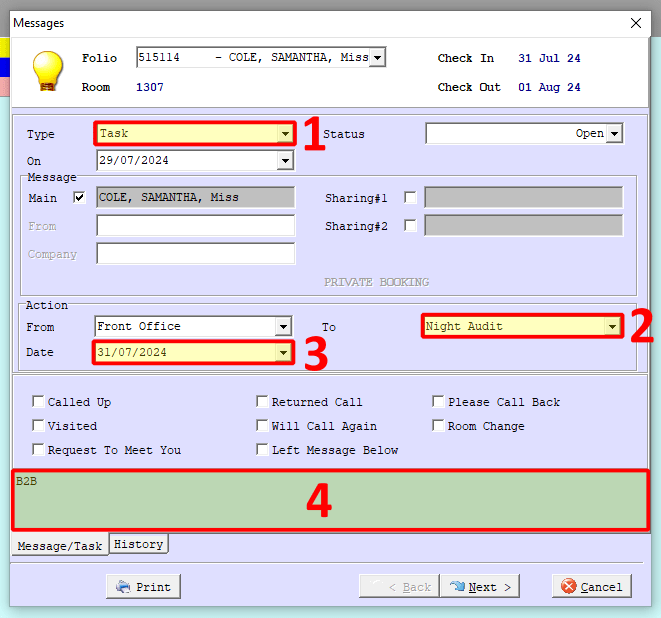 Messages
Folio 515114 - COLE, SAMANTHA, Miss Check In 31 Jul 24
Room 1307 Check Out 01 Aug 24
Type Task 1 Status Open
On 29/07/2024
Message
Main COLE, SAMANTHA, Miss Sharing#1
From Sharing#2
Company
PRIVATE BOOKING
Action
From Front Office To Night Audit 2
Date 31/07/2024 3
Called Up Returned Call Please Call Back
Visited Will Call Again Room Change
Request To Meet You Left Message Below
B2B
4
Message/Task History
Print < Back Next > Cancel